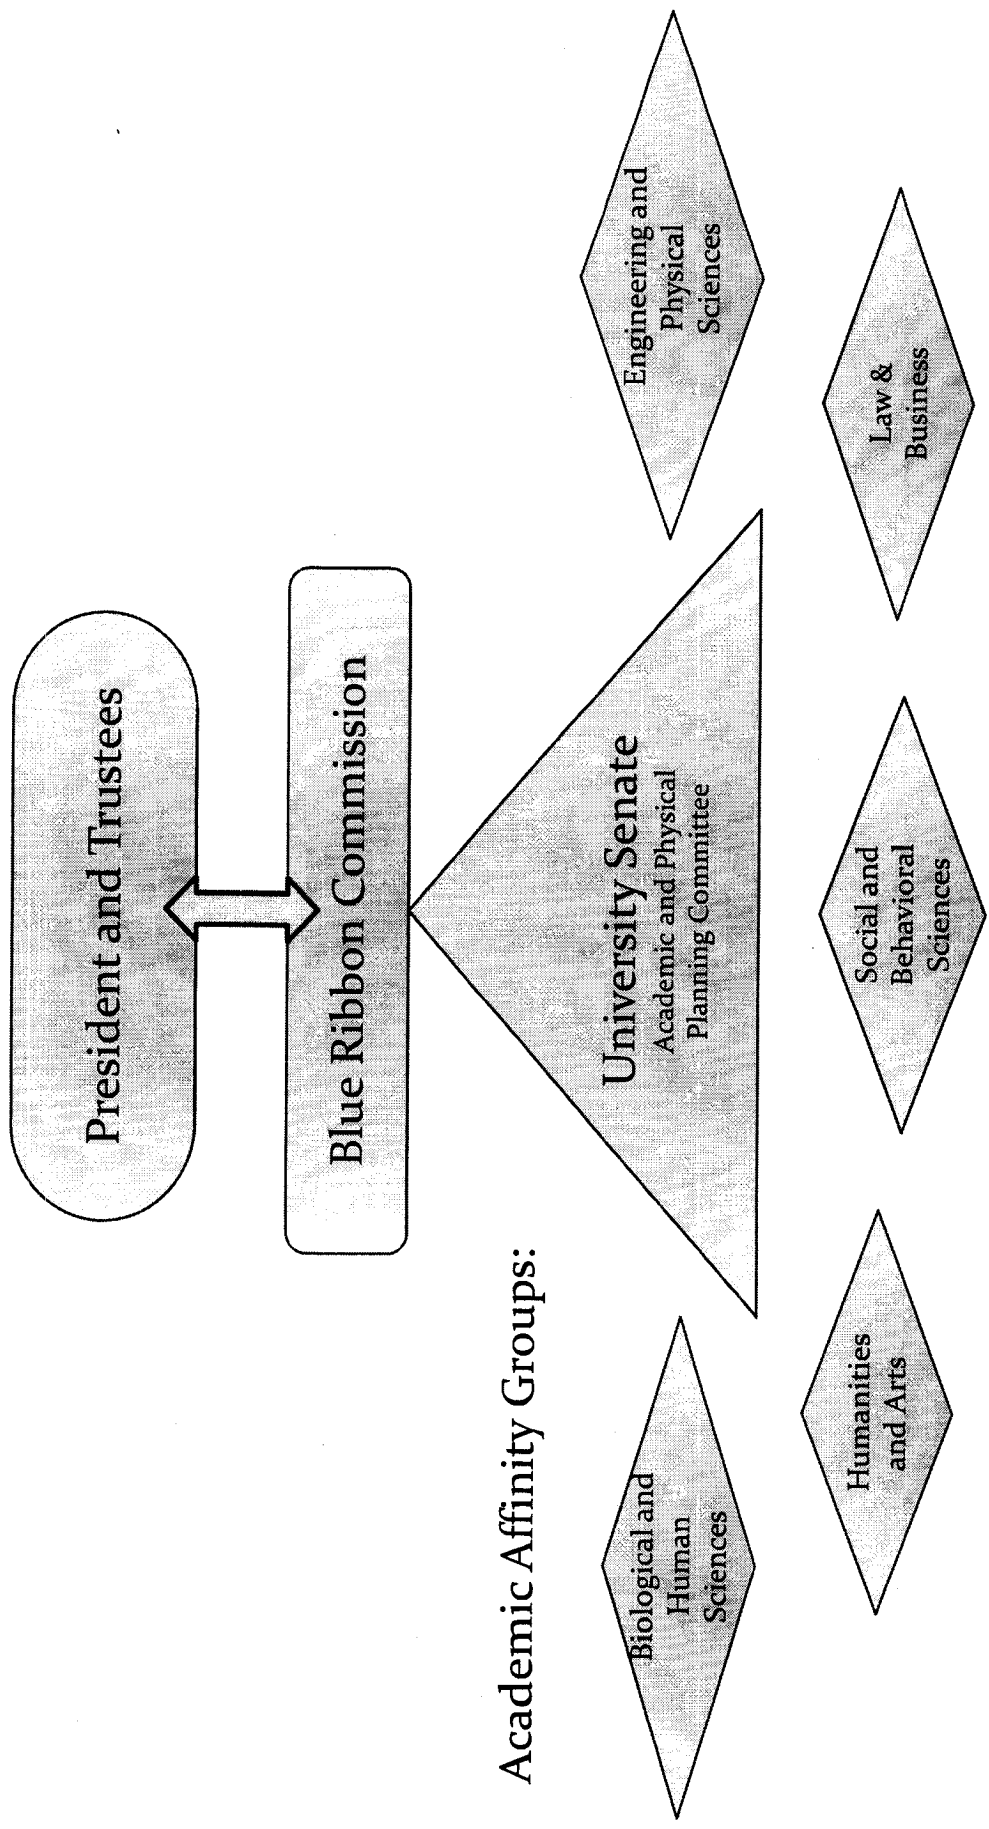 President and Trustees
Blue Ribbon Commission
Academic Affinity Groups:
University Senate
Academic and Physical
Planning Committee
Biological and
Human
Sciences
Engineering and
Physical
Sciences
Humanities
and Arts
Social and
Behavioral
Sciences
Law &
Business